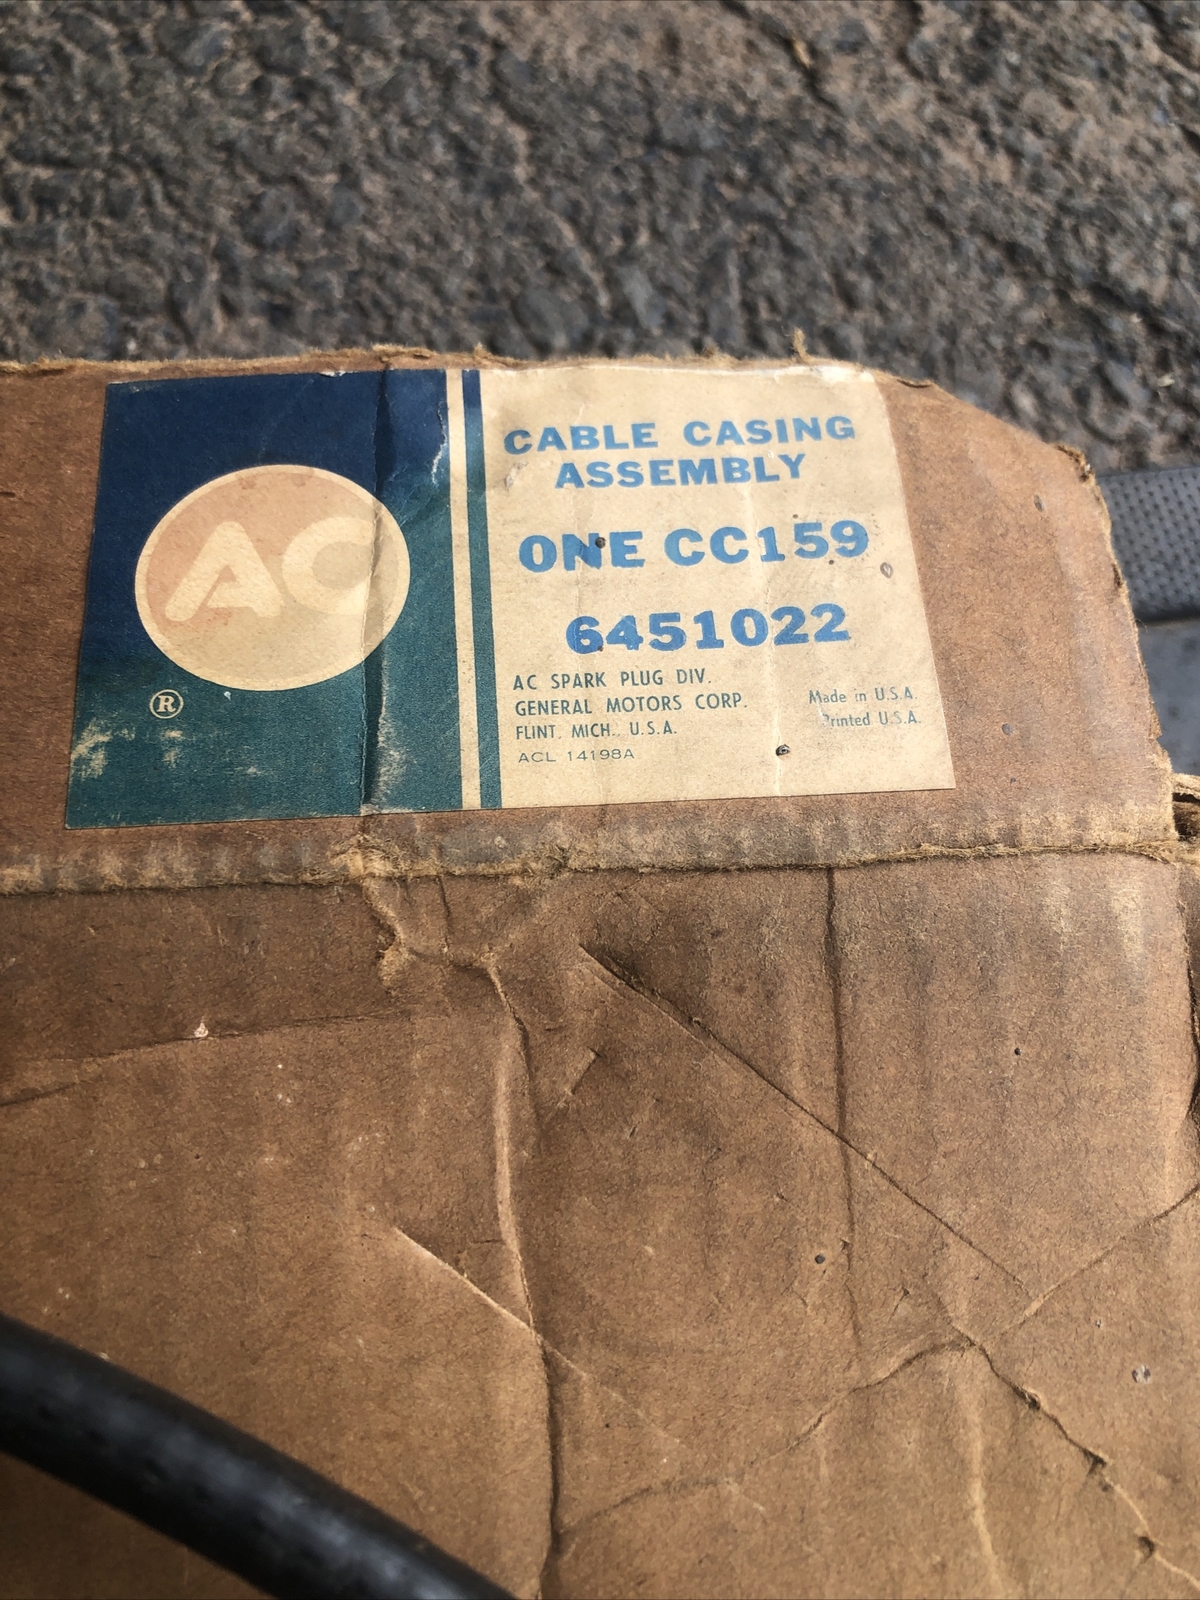 AC
®
CABLE CASING
ASSEMBLY
ONE CC159
6451022
AC SPARK PLUG DIV.
GENERAL MOTORS CORP.
FLINT, MICH., U.S.A.
ACL 14198A
Made in U.S.A.
Printed U.S.A.